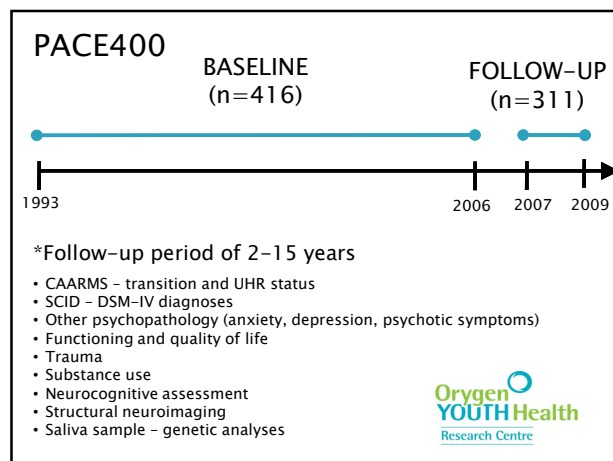 PACE400
BASELINE
(n=416)
FOLLOW-UP
(n=311)
1993
2006
2007
2009
*Follow-up period of 2-15 years
• CAARMS – transition and UHR status
• SCID – DSM-IV diagnoses
• Other psychopathology (anxiety, depression, psychotic symptoms)
• Functioning and quality of life
• Trauma
• Substance use
• Neurocognitive assessment
• Structural neuroimaging
• Saliva sample – genetic analyses
Orygen
YOUTH Health
Research Centre